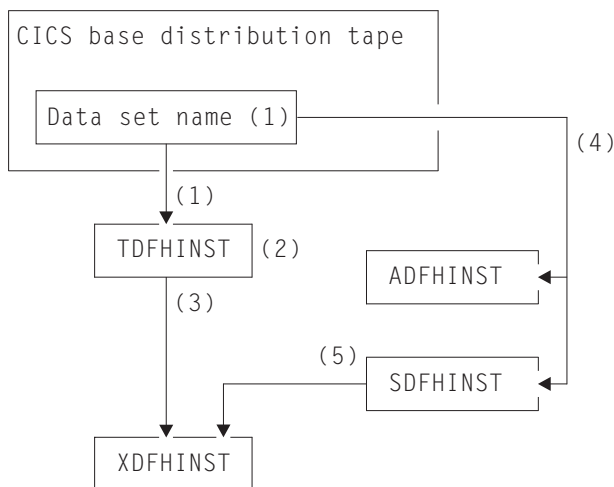 CICS base distribution tape
Data set name (1)
(4)
(1)
TDFHINST
(2)
ADFHINST
(3)
(5)
SDFHINST
XDFHINST